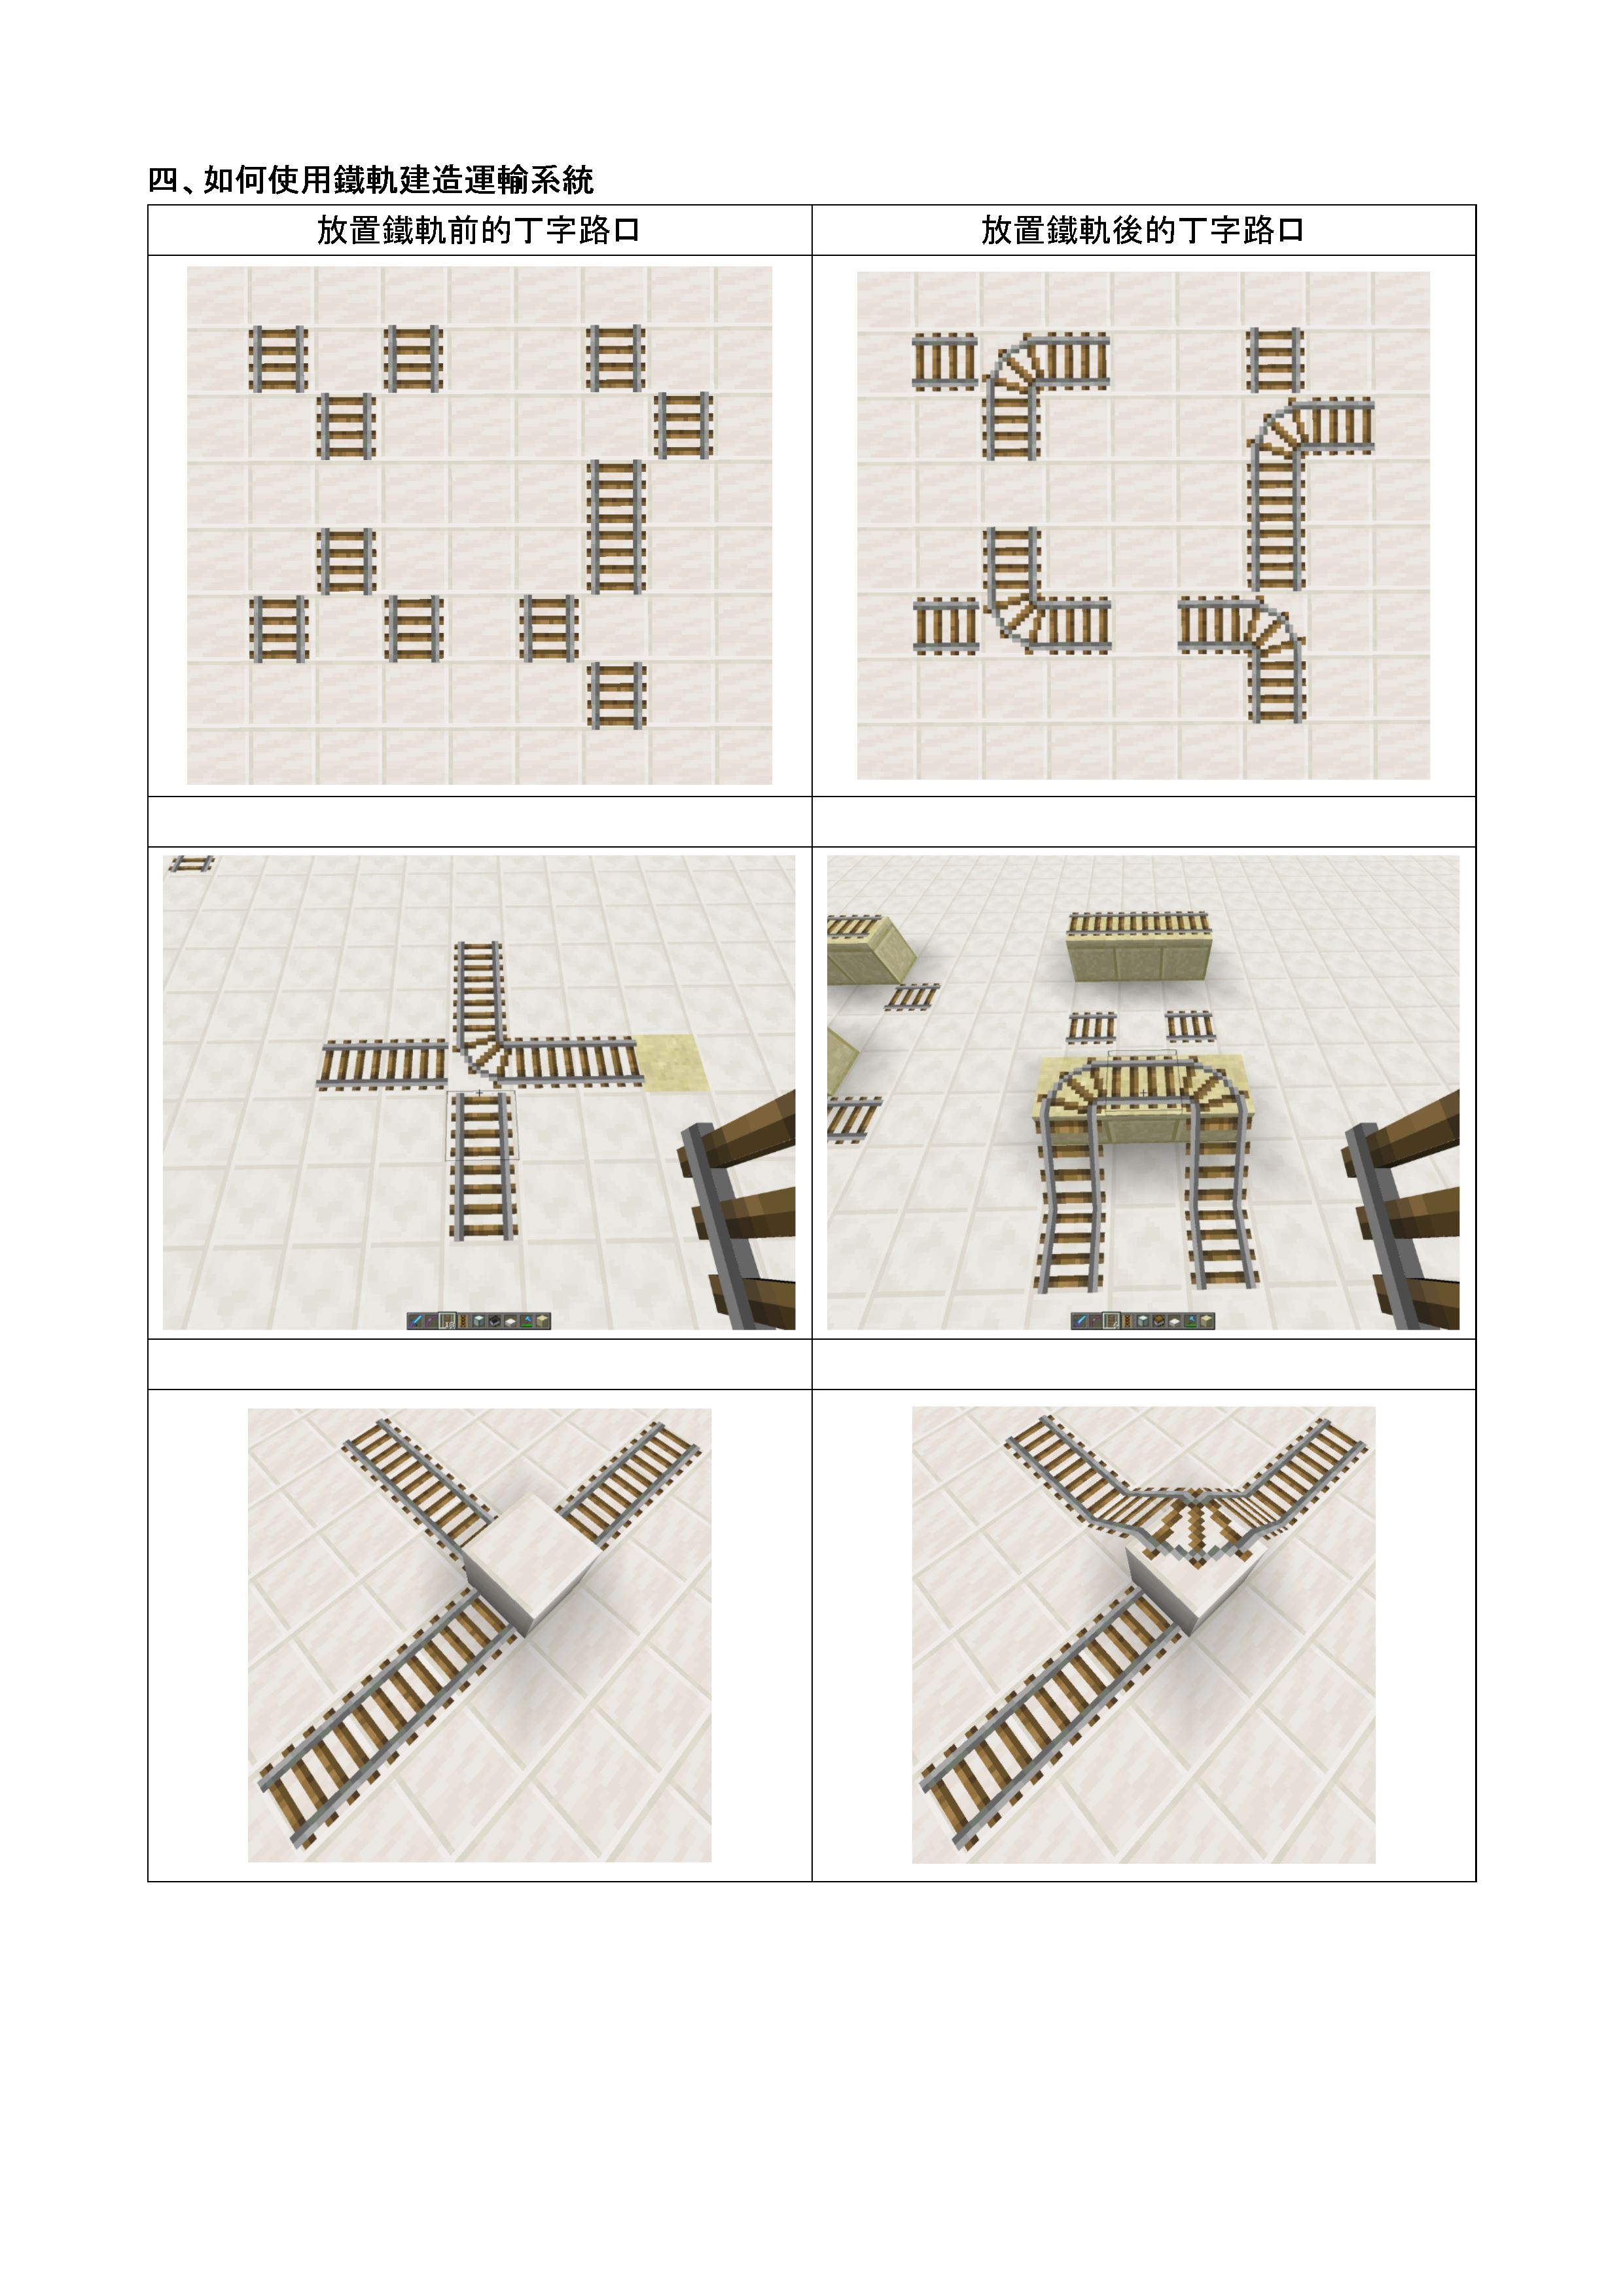 四、如何使用鐵軌建造運輸系統
放置鐵軌前的丁字路口
放置鐵軌後的丁字路口